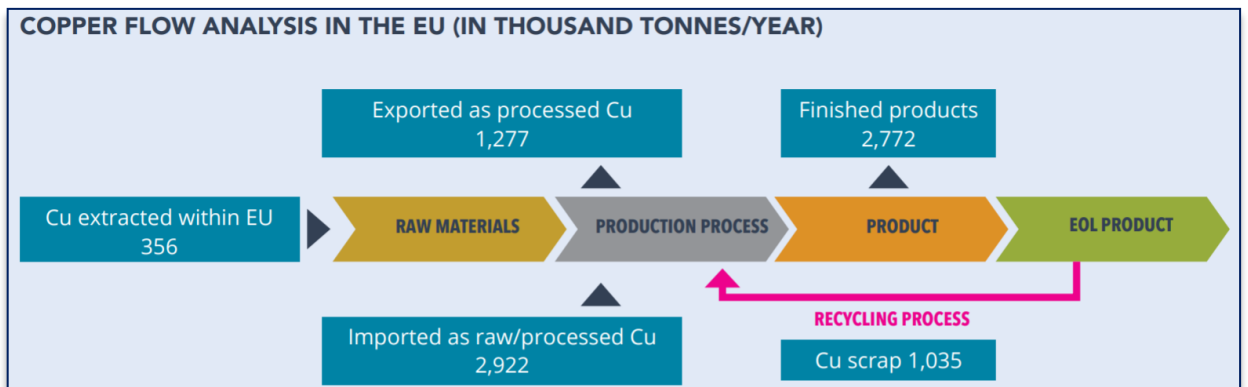 COPPER FLOW ANALYSIS IN THE EU (IN THOUSAND TONNES/YEAR)
Exported as processed Cu
1,277
Finished products
2,772
Cu extracted within EU
356
RAW MATERIALS
PRODUCTION PROCESS
PRODUCT
EOL PRODUCT
RECYCLING PROCESS
Imported as raw/processed Cu
2,922
Cu scrap 1,035